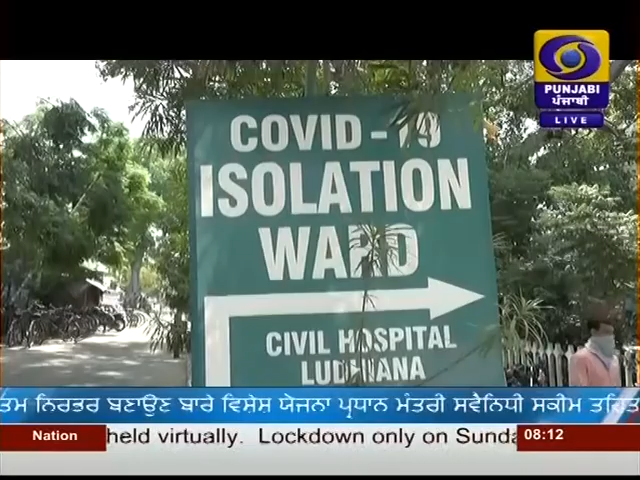 PUNJABI
ਪੰਜਾਬੀ
LIVE
COVID -19
ISOLATION
WARD
CIVIL HOSPITAL
LUDHIANA
ਨਿਰਭਰ ਬਣਾਉਣ ਬਾਰੇ ਵਿਸ਼ੇਸ਼ ਯੋਜਨਾ ਪ੍ਰਧਾਨ ਮੰਤਰੀ ਸਵੈਨਿਧੀ ਸਕੀਮ ਤਹਿਤ
Nation held virtually. Lockdown only on Sunda 08:12